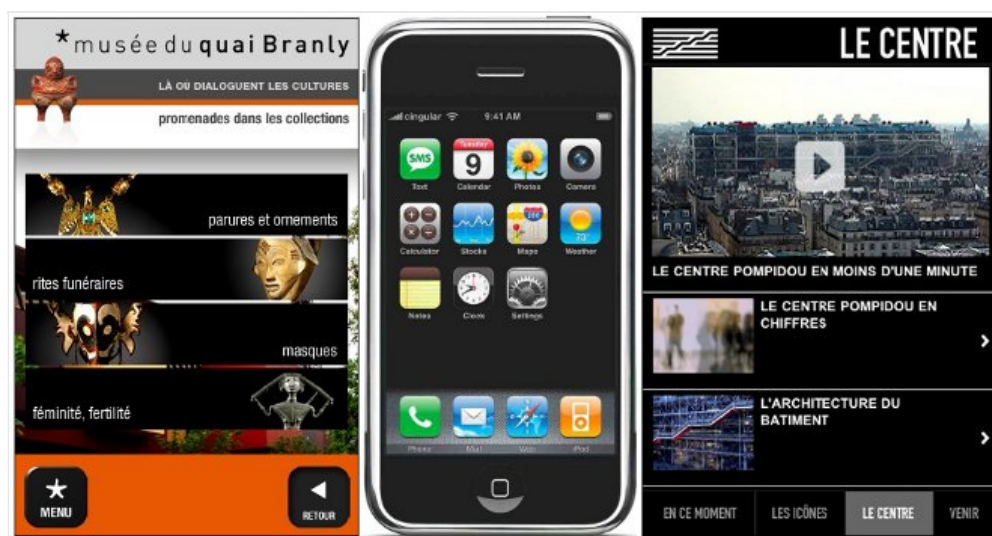 *musée du quai Branly
LÀ OÙ DIALOGUENT LES CULTURES
promenades dans les collections
parures et ornements
rites funéraires
masques
féminité, fertilité
MENU
RETOUR
cingular 9:41 AM
SMS
Tuesday
9
Text Calendar Photos Camera
280
73°
Calculator Stocks Maps Weather
Notes Clock Settings
Phone Mail Web iPod
LE CENTRE
LE CENTRE POMPIDOU EN MOINS D'UNE MINUTE
LE CENTRE POMPIDOU EN
CHIFFRES
L'ARCHITECTURE DU
BATIMENT
EN CE MOMENT LES ICÔNES LE CENTRE VENIR